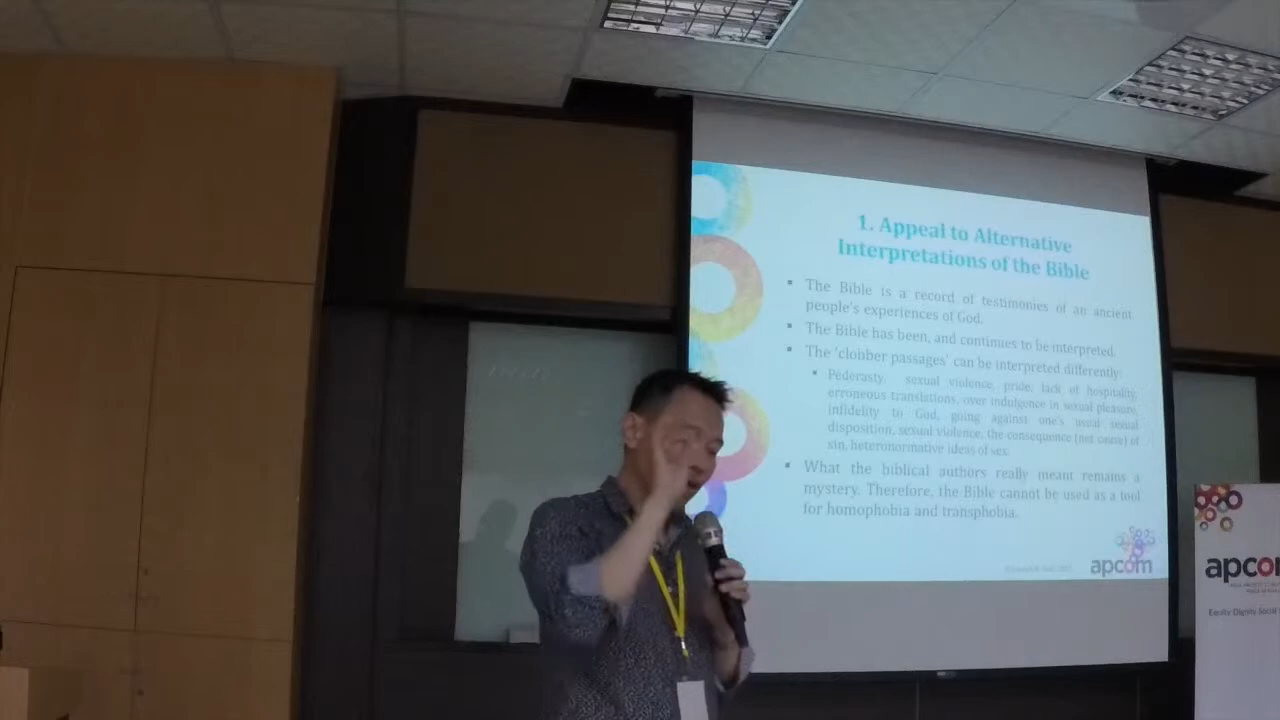 1. Appeal to Alternative
Interpretations of the Bible
▪ The Bible is a record of testimonies of an ancient
people's experiences of God.
▪ The Bible has been, and continues to be interpreted.
▪ The 'clobber passages' can be interpreted differently:
▪ Pederasty, sexual violence, pride, lack of hospitality,
erroneous translations, over indulgence in sexual pleasure,
infidelity to God, going against one's usual sexual
disposition, sexual violence, the consequence (not cause) of
sin, heteronormative ideas of sex.
▪ What the biblical authors really meant remains a
mystery. Therefore, the Bible cannot be used as a tool
for homophobia and transphobia.
apcom
apcom
Equity Dignity Social